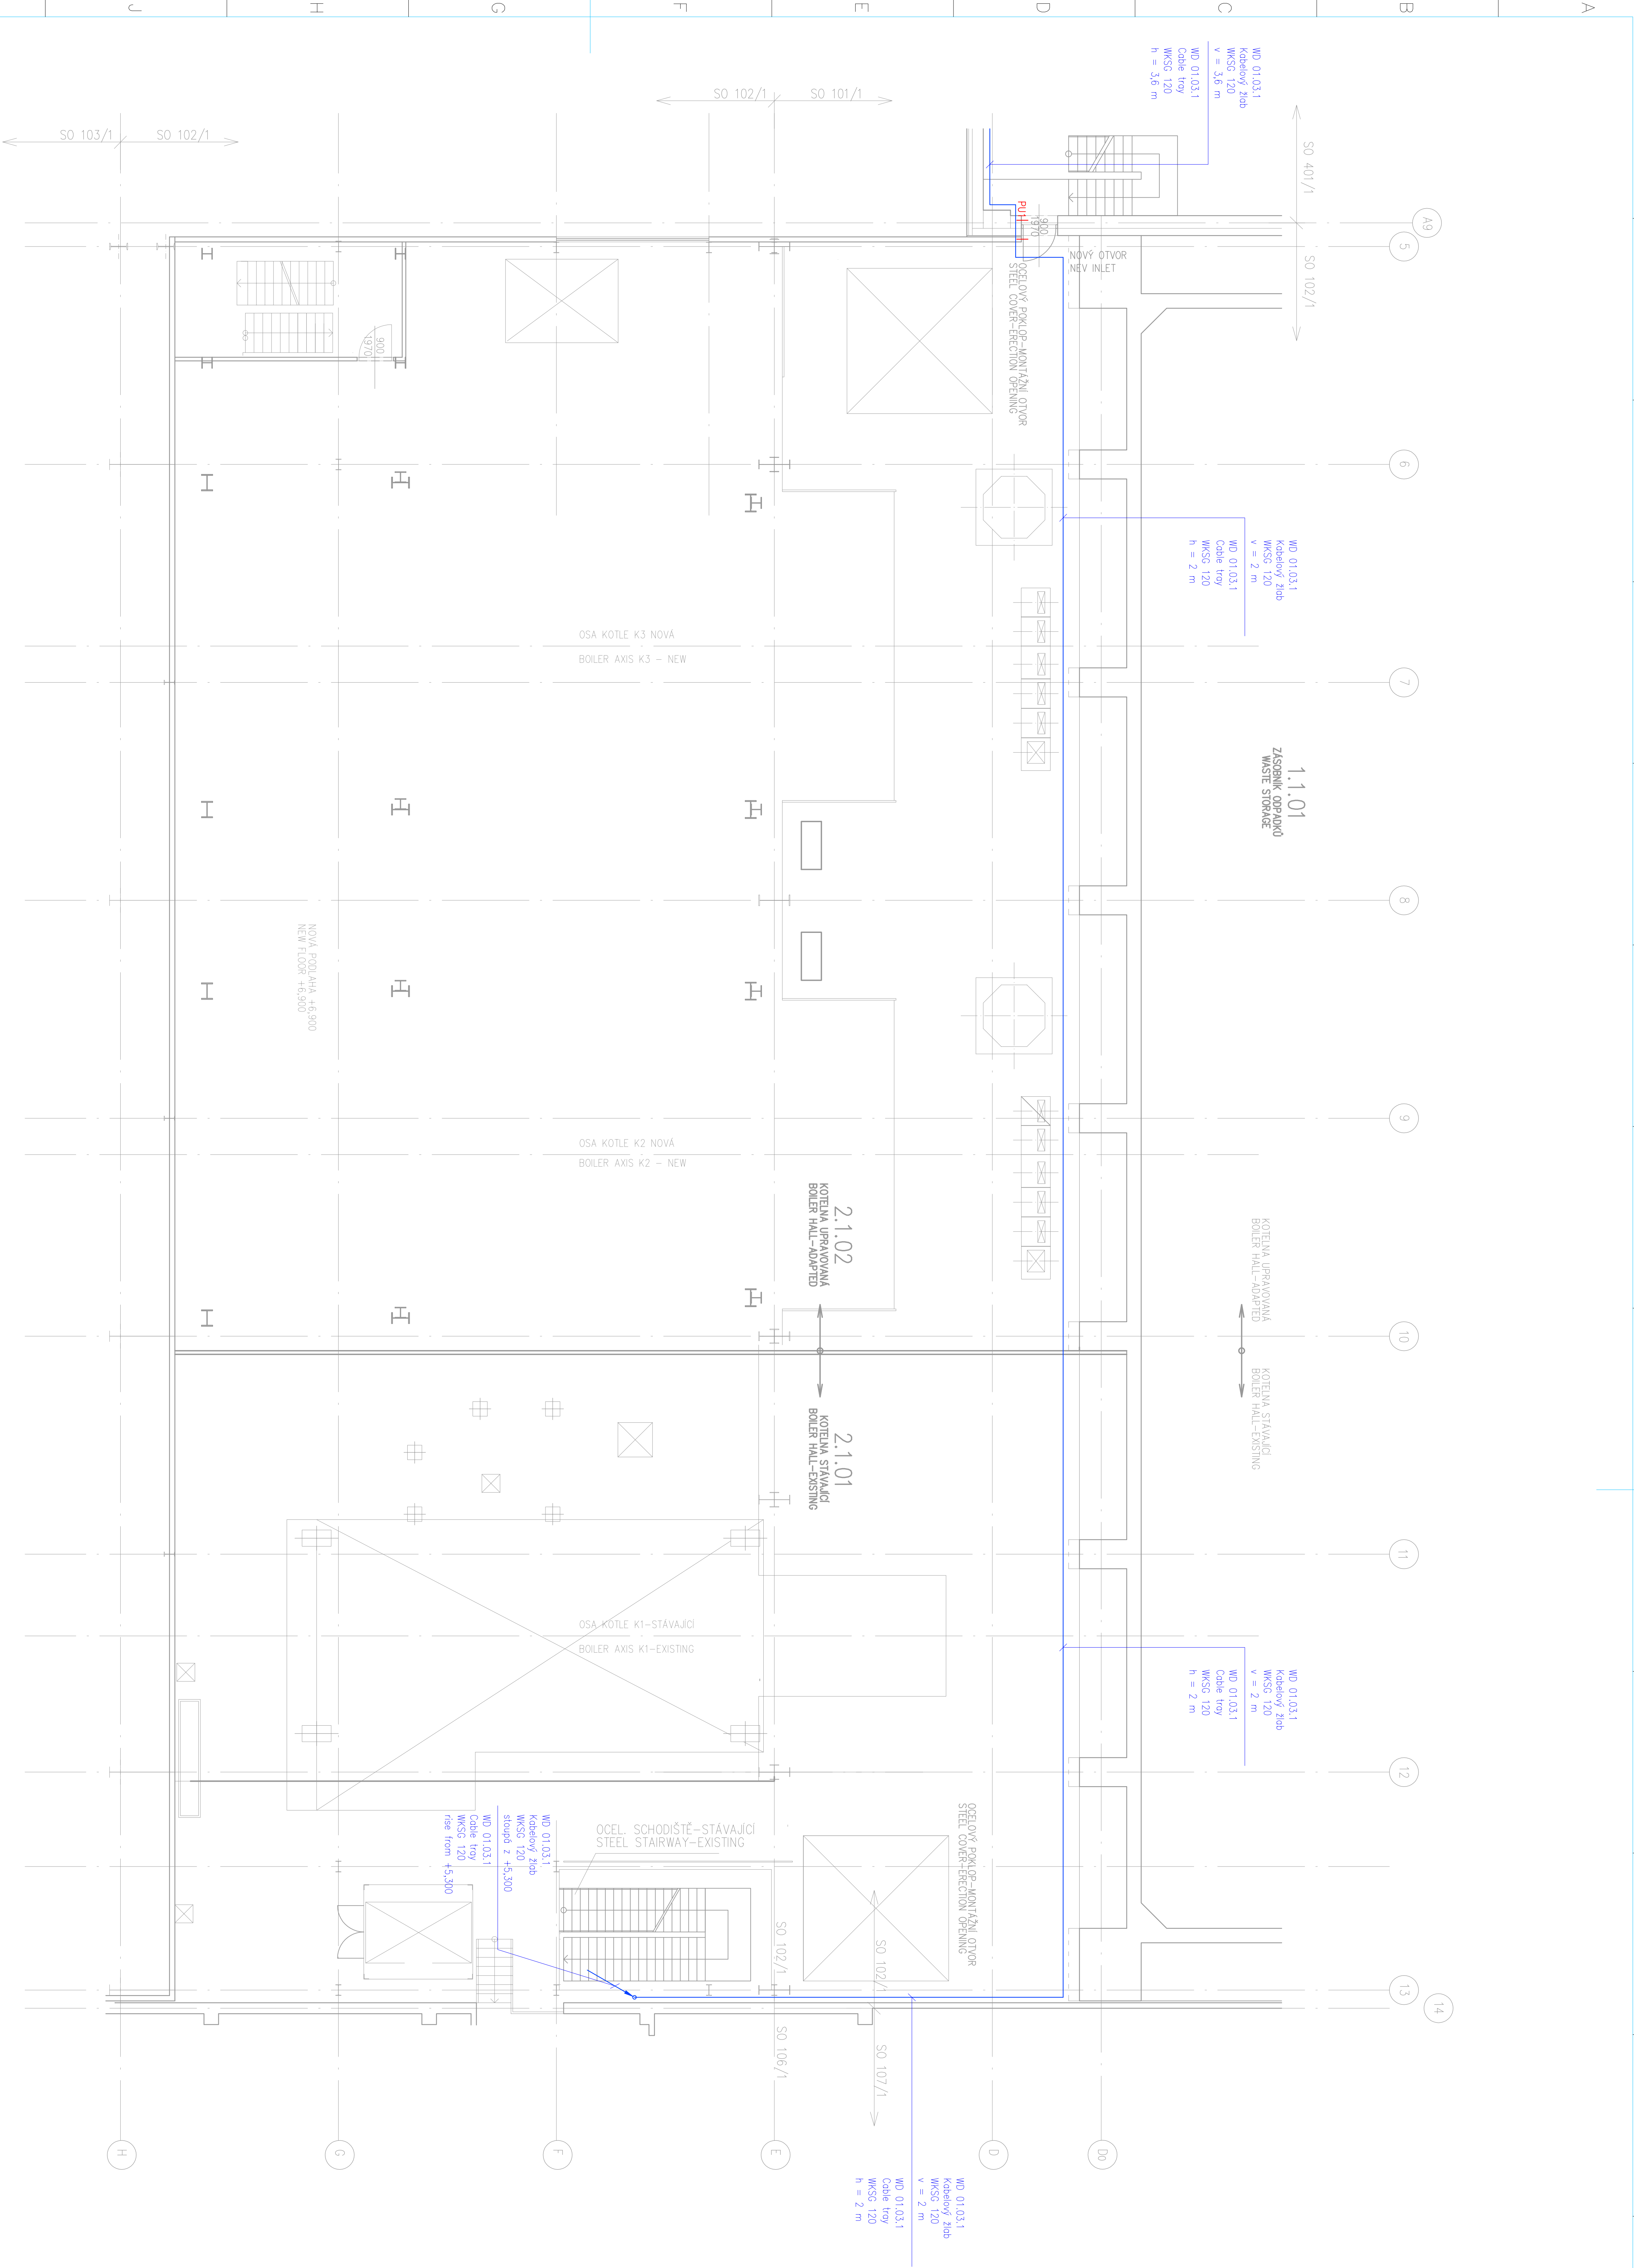 J
H
G
F
E
D
C
B
A
WD 01.03.1
Kabelový žlab
WKSG 120
v = 3,6 m
WD 01.03.1
Cable tray
WKSG 120
h = 3,6 m
SO 102/1
SO 101/1
SO 103/1
SO 102/1
SO 401/1
SO 102/1
A9
5
PU1
900
1970
NOVÝ OTVOR
NEV INLET
OCELOVÝ POKLOP-MONTÁŽNÍ OTVOR
STEEL COVER-ERECTION OPENING
900
1970
6
WD 01.03.1
Kabelový žlab
WKSG 120
v = 2 m
WD 01.03.1
Cable tray
WKSG 120
h = 2 m
OSA KOTLE K3 NOVÁ
BOILER AXIS K3 - NEW
7
1.1.01
ZÁSOBNÍK ODPADKŮ
WASTE STORAGE
8
NOVÁ PODLAHA +6,900
NEW FLOOR +6,900
9
OSA KOTLE K2 NOVÁ
BOILER AXIS K2 - NEW
2.1.02
KOTELNA UPRAVOVANÁ
BOILER HALL-ADAPTED
KOTELNA UPRAVOVANÁ
BOILER HALL-ADAPTED
10
KOTELNA STÁVAJÍCÍ
BOILER HALL-EXISTING
2.1.01
KOTELNA STÁVAJÍCÍ
BOILER HALL-EXISTING
11
OSA KOTLE K1-STÁVAJÍCÍ
BOILER AXIS K1-EXISTING
WD 01.03.1
Kabelový žlab
WKSG 120
v = 2 m
WD 01.03.1
Cable tray
WKSG 120
h = 2 m
12
OCELOVÝ POKLOP-MONTÁŽNÍ OTVOR
STEEL COVER-ERECTION OPENING
OCEL. SCHODIŠTĚ-STÁVAJÍCÍ
STEEL STAIRWAY-EXISTING
WD 01.03.1
Kabelový žlab
WKSG 120
stoupá z +5,300
WD 01.03.1
Cable tray
WKSG 120
rise from +5,300
SO 102/1
SO 102/1
13
14
SO 106/1
SO 107/1
H
G
F
E
D
Do
WD 01.03.1
Kabelový žlab
WKSG 120
v = 2 m
WD 01.03.1
Cable tray
WKSG 120
h = 2 m